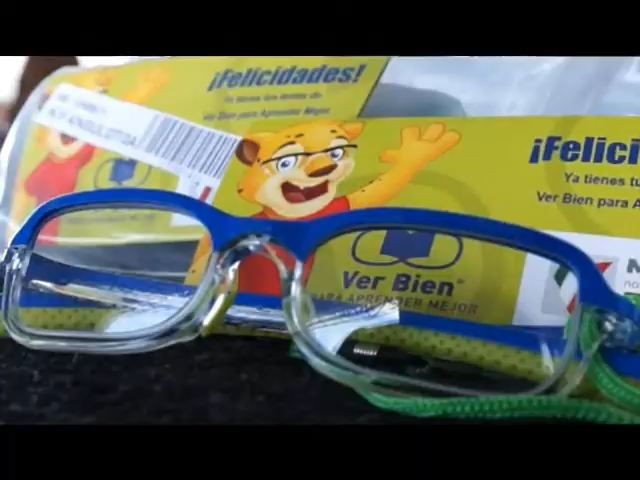 ¡Felicidades!
Ya tienes tus lentes de
Ver Bien para Aprender Mejor
¡Felici
Ya tienes tu
Ver Bien para A
Ver Bien
PARA APRENDER MEJOR